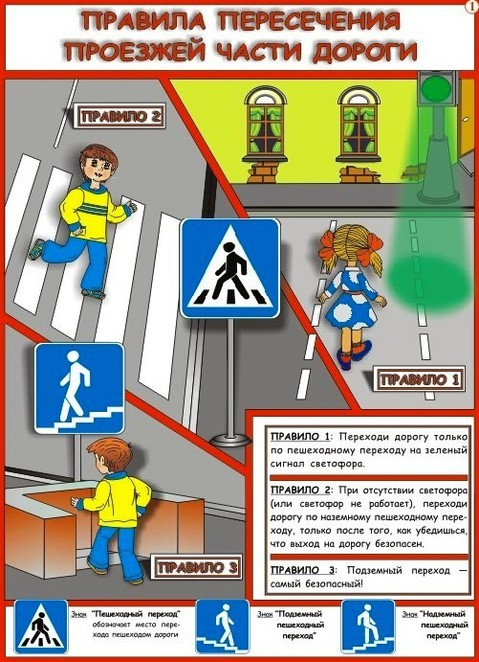 1
ПРАВИЛА ПЕРЕСЕЧЕНИЯ
ПРОЕЗЖЕЙ ЧАСТИ ДОРОГИ
ПРАВИЛО 2
ПРАВИЛО 1
ПРАВИЛО 3
ПРАВИЛО 1: Переходи дорогу только
по пешеходному переходу на зеленый
сигнал светофора.
ПРАВИЛО 2: При отсутствии светофора
(или светофор не работает), переходи
дорогу по наземному пешеходному пере-
ходу, только после того, как убедишься,
что выход на дорогу безопасен.
ПРАВИЛО 3: Подземный переход —
самый безопасный!
Знак "Пешеходный переход"
обозначает место пере-
хода пешеходом дороги
Знак "Подземный
пешеходный
переход"
Знак "Надземный
пешеходный
переход"